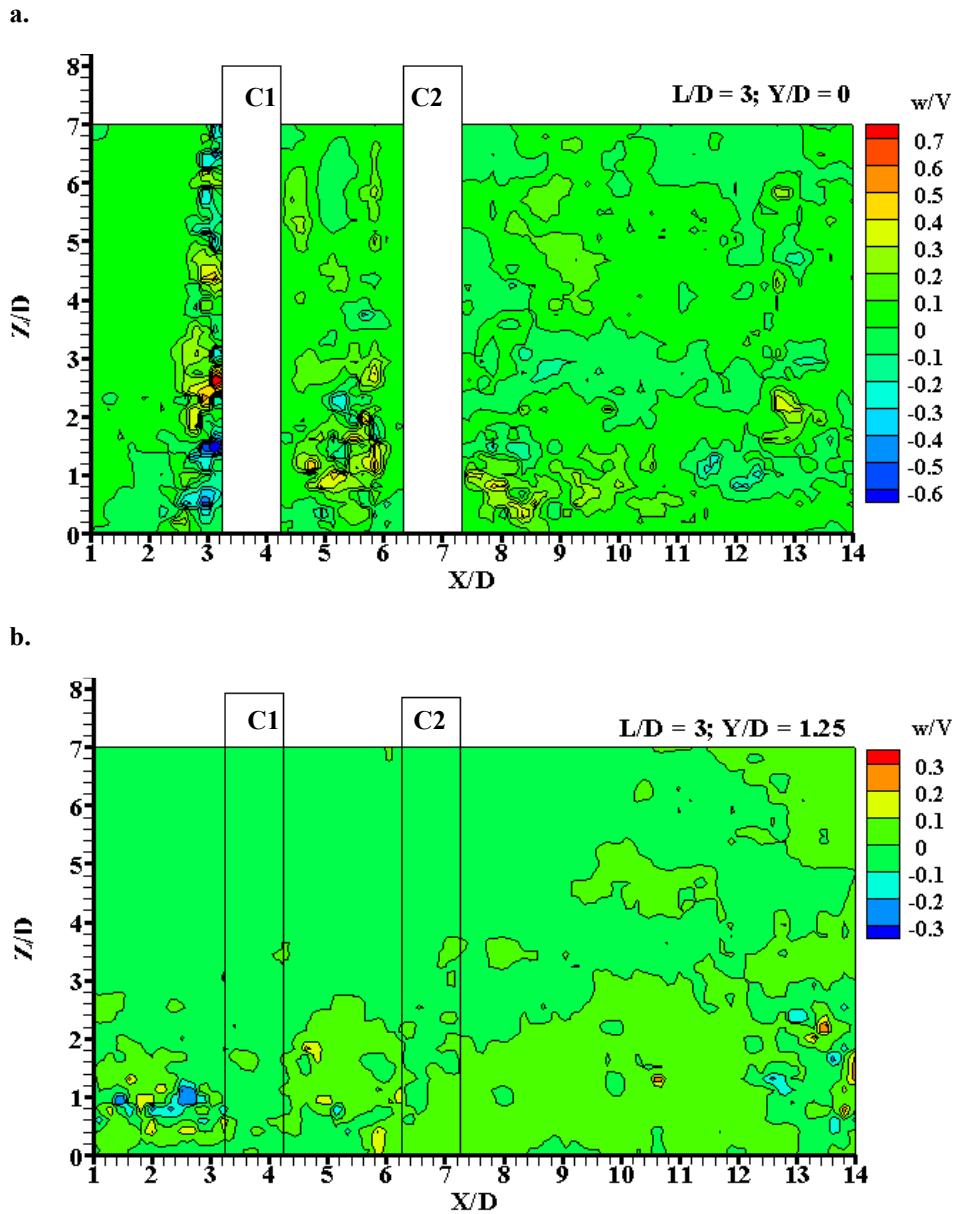 a.
8
C1
C2
L/D = 3; Y/D = 0
w/V
7
6
5
4
3
2
1
0
Z/D
0.7
0.6
0.5
0.4
0.3
0.2
0.1
0
-0.1
-0.2
-0.3
-0.4
-0.5
-0.6
1 2 3 4 5 6 7 8 9 10 11 12 13 14
X/D
b.
8
C1
C2
L/D = 3; Y/D = 1.25
w/V
7
6
5
4
3
2
1
0
Z/D
0.3
0.2
0.1
0
-0.1
-0.2
-0.3
1 2 3 4 5 6 7 8 9 10 11 12 13 14
X/D